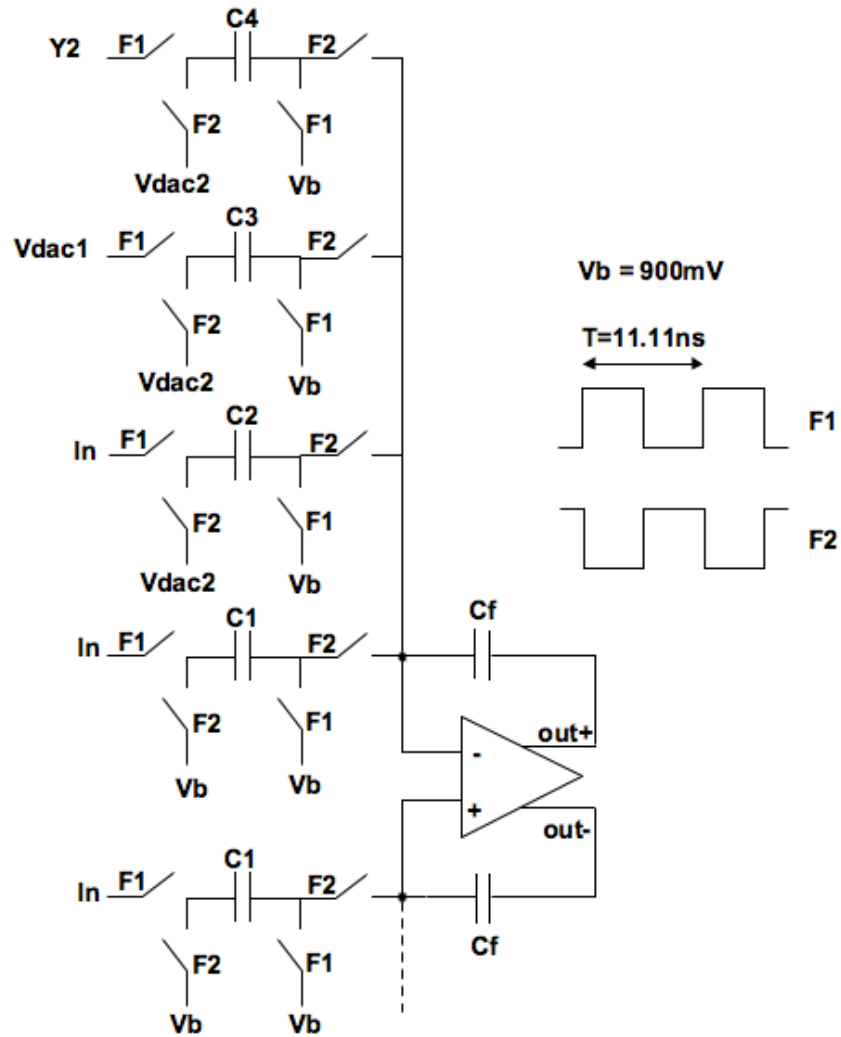 C4
Y2 F1 F2
F2 F1
Vdac2 Vb
C3
Vdac1 F1 F2
F2 F1
Vdac2 Vb
Vb = 900mV
T=11.11ns
F1
F2
C2
In F1 F2
F2 F1
Vdac2 Vb
C1 Cf
In F1 F2
F2 F1
Vb Vb
out+
-
+
out-
C1
In F1 F2
Cf
F2 F1
Vb Vb